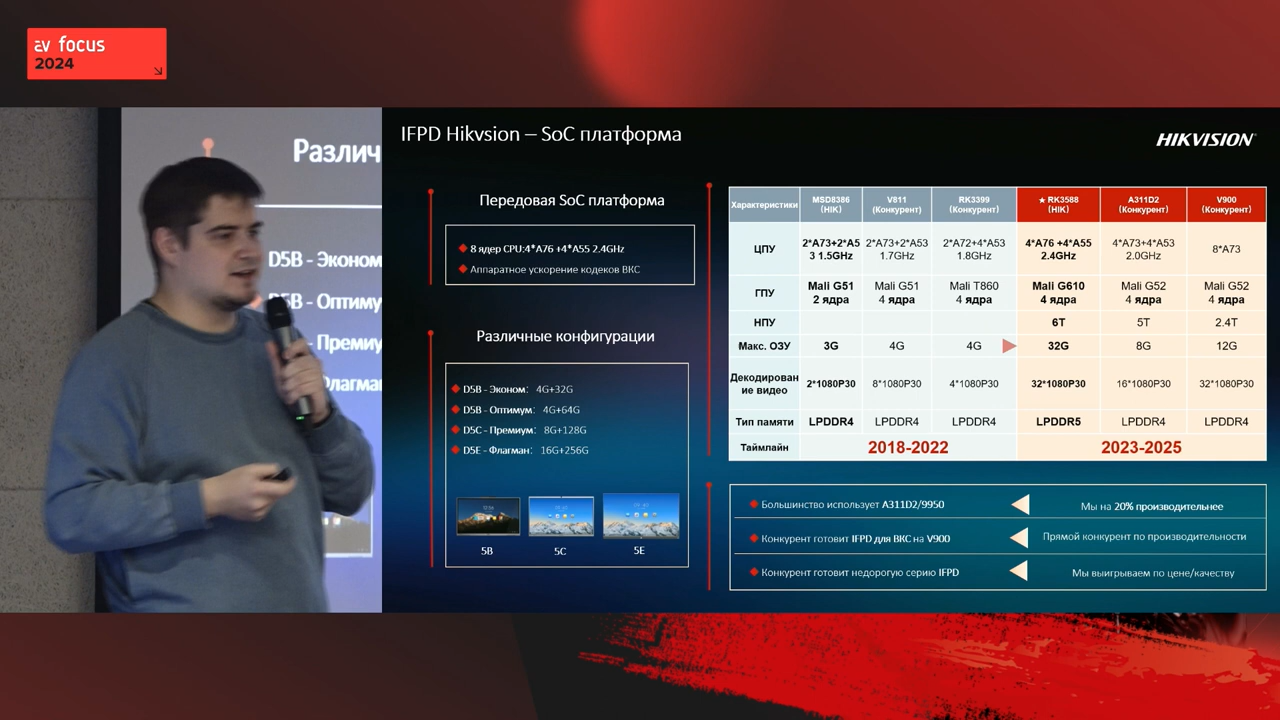 av focus
2024
Различ
D5B - Эконом
D5B - Оптиму
- Премиу
Флагман
IFPD Hikvsion – SoC платформа
HIKVISION
Передовая SoC платформа
8 ядер CPU:4*A76 +4*A55 2.4GHz
Аппаратное ускорение кодеков ВКС
Различные конфигурации
D5B - Эконом: 4G+32G
D5B - Оптимум: 4G+64G
D5C - Премиум: 8G+128G
D5E - Флагман: 16G+256G
5B 5C 5E
Характеристики MSD8386 (HIK) V811 (Конкурент) RK3399 (Конкурент) ★ RK3588 (HIK) A311D2 (Конкурент) V900 (Конкурент)
ЦПУ 2*A73+2*A53 1.5GHz 2*A73+2*A53 1.7GHz 2*A72+4*A53 1.8GHz 4*A76 +4*A55 2.4GHz 4*A73+4*A53 2.0GHz 8*A73
ГПУ Mali G51 2 ядра Mali G51 4 ядра Mali T860 4 ядра Mali G610 4 ядра Mali G52 4 ядра Mali G52 4 ядра
НПУ 6T 5T 2.4T
Макс. ОЗУ 3G 4G 4G 32G 8G 12G
Декодирование видео 2*1080P30 8*1080P30 4*1080P30 32*1080P30 16*1080P30 32*1080P30
Тип памяти LPDDR4 LPDDR4 LPDDR4 LPDDR5 LPDDR4 LPDDR4
Таймлайн 2018-2022 2023-2025
Большинство использует A311D2/9950 Мы на 20% производительнее
Конкурент готовит IFPD для ВКС на V900 Прямой конкурент по производительности
Конкурент готовит недорогую серию IFPD Мы выигрываем по цене/качеству